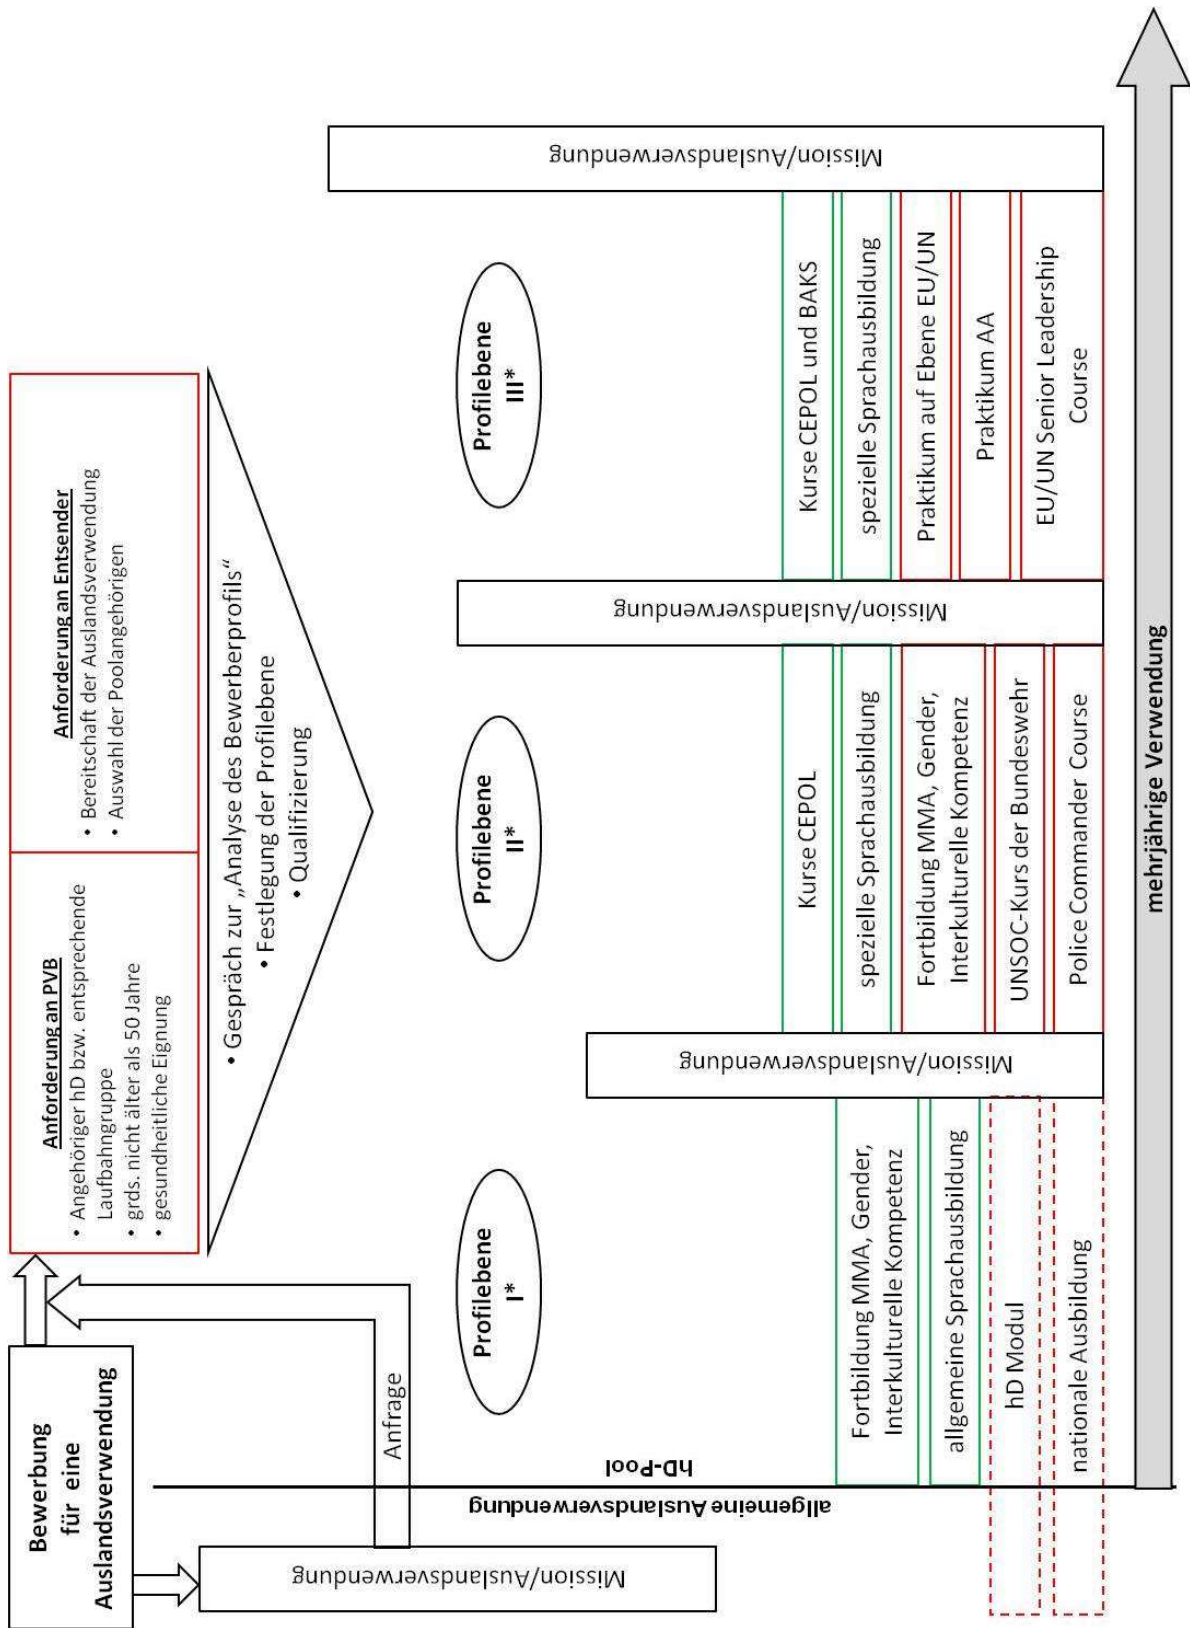 Bewerbung
für eine
Auslandsverwendung
Anforderung an PVB
• Angehöriger hD bzw. entsprechende
Laufbahngruppe
• grds. nicht älter als 50 Jahre
• gesundheitliche Eignung
Anforderung an Entsender
• Bereitschaft der Auslandsverwendung
• Auswahl der Poolangehörigen
• Gespräch zur „Analyse des Bewerberprofils“
• Festlegung der Profilebene
• Qualifizierung
Anfrage
Mission/Auslandsverwendung
allgemeine Auslandsverwendung
hD-Pool
Profilebene
I*
Fortbildung MMA, Gender,
Interkulturelle Kompetenz
allgemeine Sprachausbildung
hD Modul
nationale Ausbildung
Mission/Auslandsverwendung
Profilebene
II*
Kurse CEPOL
spezielle Sprachausbildung
Fortbildung MMA, Gender,
Interkulturelle Kompetenz
UNSOC-Kurs der Bundeswehr
Police Commander Course
Mission/Auslandsverwendung
Profilebene
III*
Kurse CEPOL und BAKS
spezielle Sprachausbildung
Praktikum auf Ebene EU/UN
Praktikum AA
EU/UN Senior Leadership
Course
Mission/Auslandsverwendung
mehrjährige Verwendung